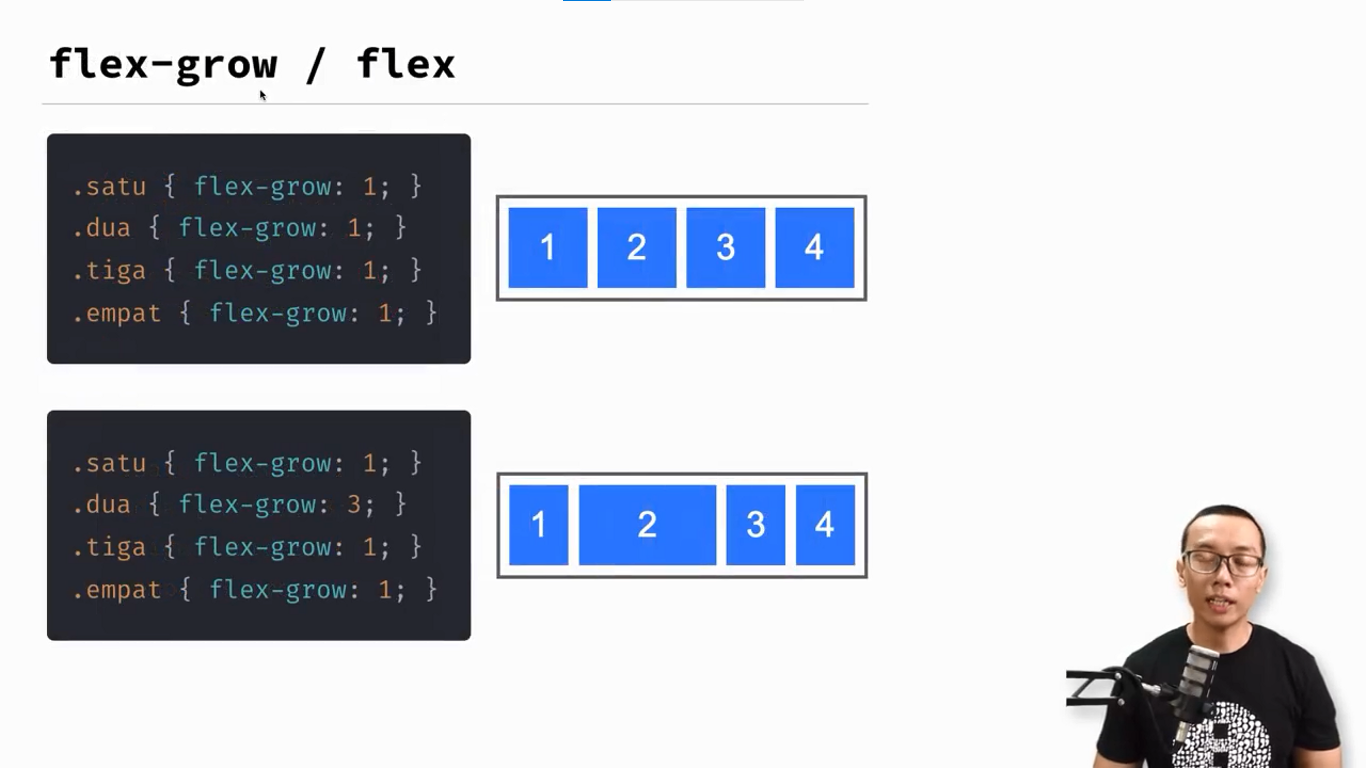 flex-grow / flex
.satu { flex-grow: 1; }
.dua { flex-grow: 1; }
.tiga { flex-grow: 1; }
.empat { flex-grow: 1; }
1 2 3 4
.satu { flex-grow: 1; }
.dua { flex-grow: 3; }
.tiga { flex-grow: 1; }
.empat { flex-grow: 1; }
1 2 3 4